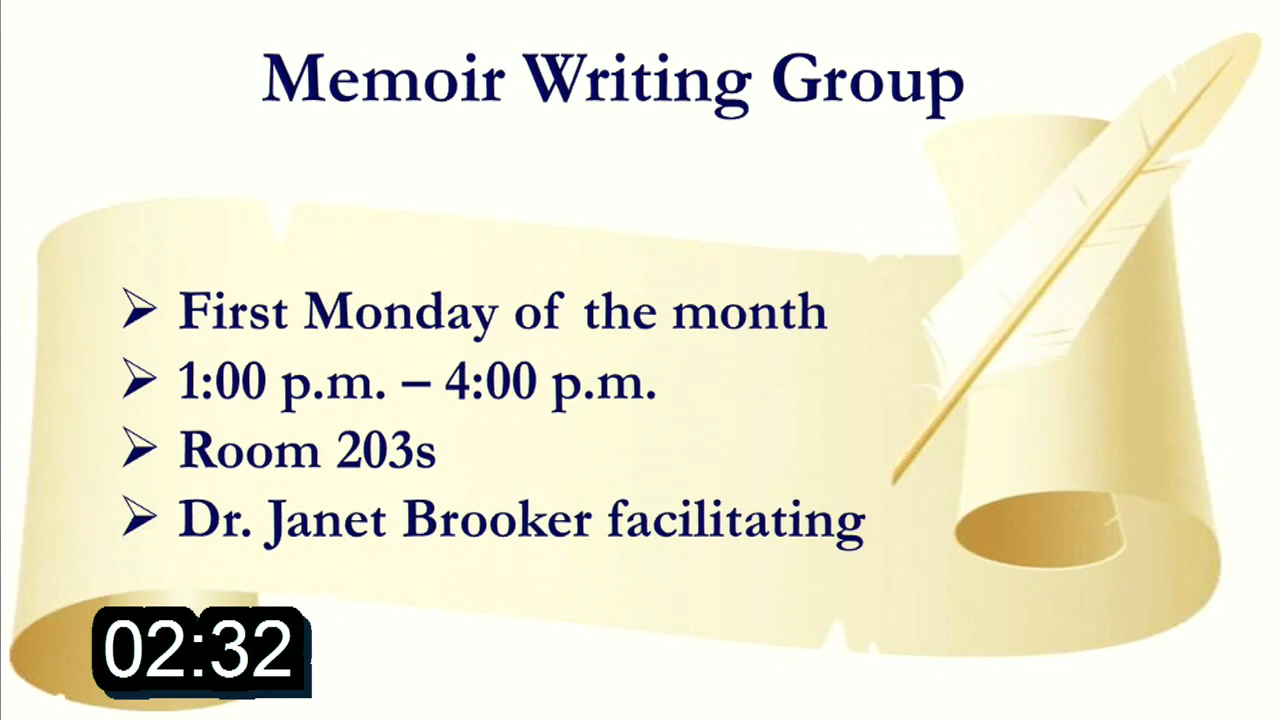 Memoir Writing Group
➢ First Monday of the month
➢ 1:00 p.m. – 4:00 p.m.
➢ Room 203s
➢ Dr. Janet Brooker facilitating
02:32